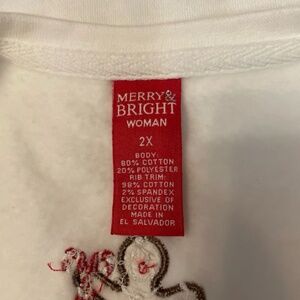 MERRY&
BRIGHT
WOMAN
2X
BODY:
80% COTTON
20% POLYESTER
RIB TRIM:
98% COTTON
2% SPANDEX
EXCLUSIVE OF
DECORATION
MADE IN
EL SALVADOR